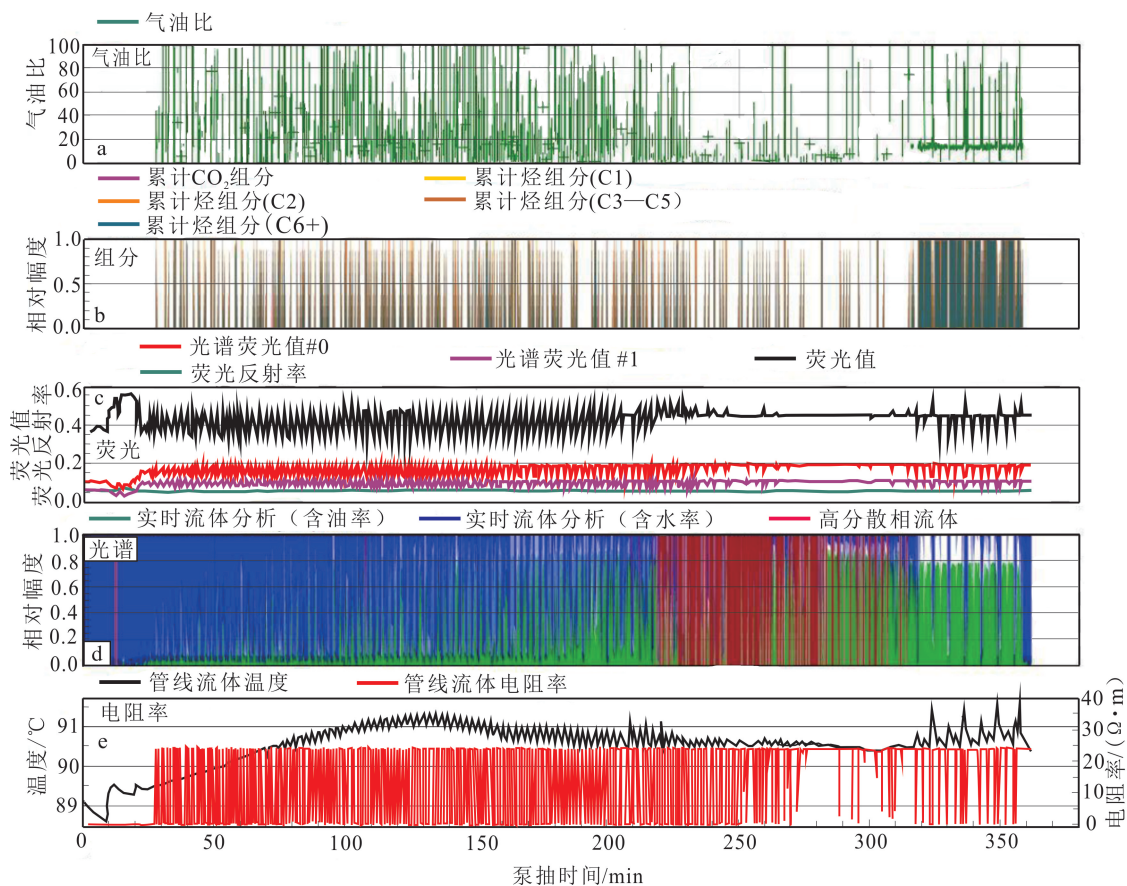 气油比
100
80
60
40
20
0
气油比
气油比
a
累计CO₂组分
累计烃组分(C1)
累计烃组分(C2)
累计烃组分(C3—C5)
累计烃组分(C6+)
1.0
0.5
0.0
相对幅度
组分
b
光谱荧光值#0
光谱荧光值#1
荧光值
荧光反射率
0.6
0.4
0.2
0.0
荧光值
荧光反射率
c
荧光
实时流体分析（含油率）
实时流体分析（含水率）
高分散相流体
1.0
0.8
0.6
0.4
0.2
0.0
相对幅度
光谱
d
管线流体温度
管线流体电阻率
91
90
89
温度/℃
电阻率
e
40
30
20
10
0
电阻率/(Ω·m)
0 50 100 150 200 250 300 350
泵抽时间/min